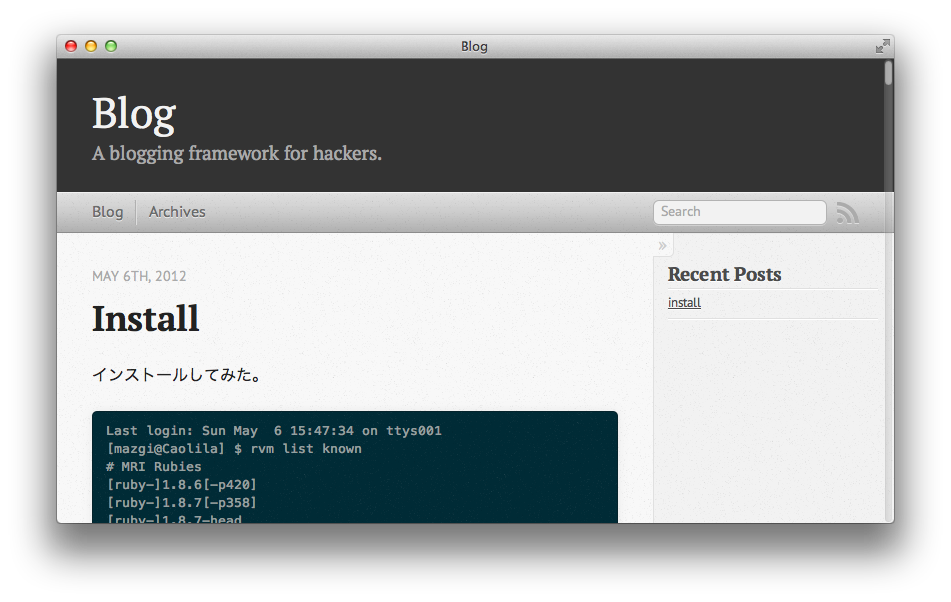 Blog
Blog
A blogging framework for hackers.
Blog
Archives
Search
»
MAY 6TH, 2012
Install
インストールしてみた。
Last login: Sun May  6 15:47:34 on ttys001
[mazgi@Caolila] $ rvm list known
# MRI Rubies
[ruby-]1.8.6[-p420]
[ruby-]1.8.7[-p358]
[ruby-]1.8.7-head
Recent Posts
install